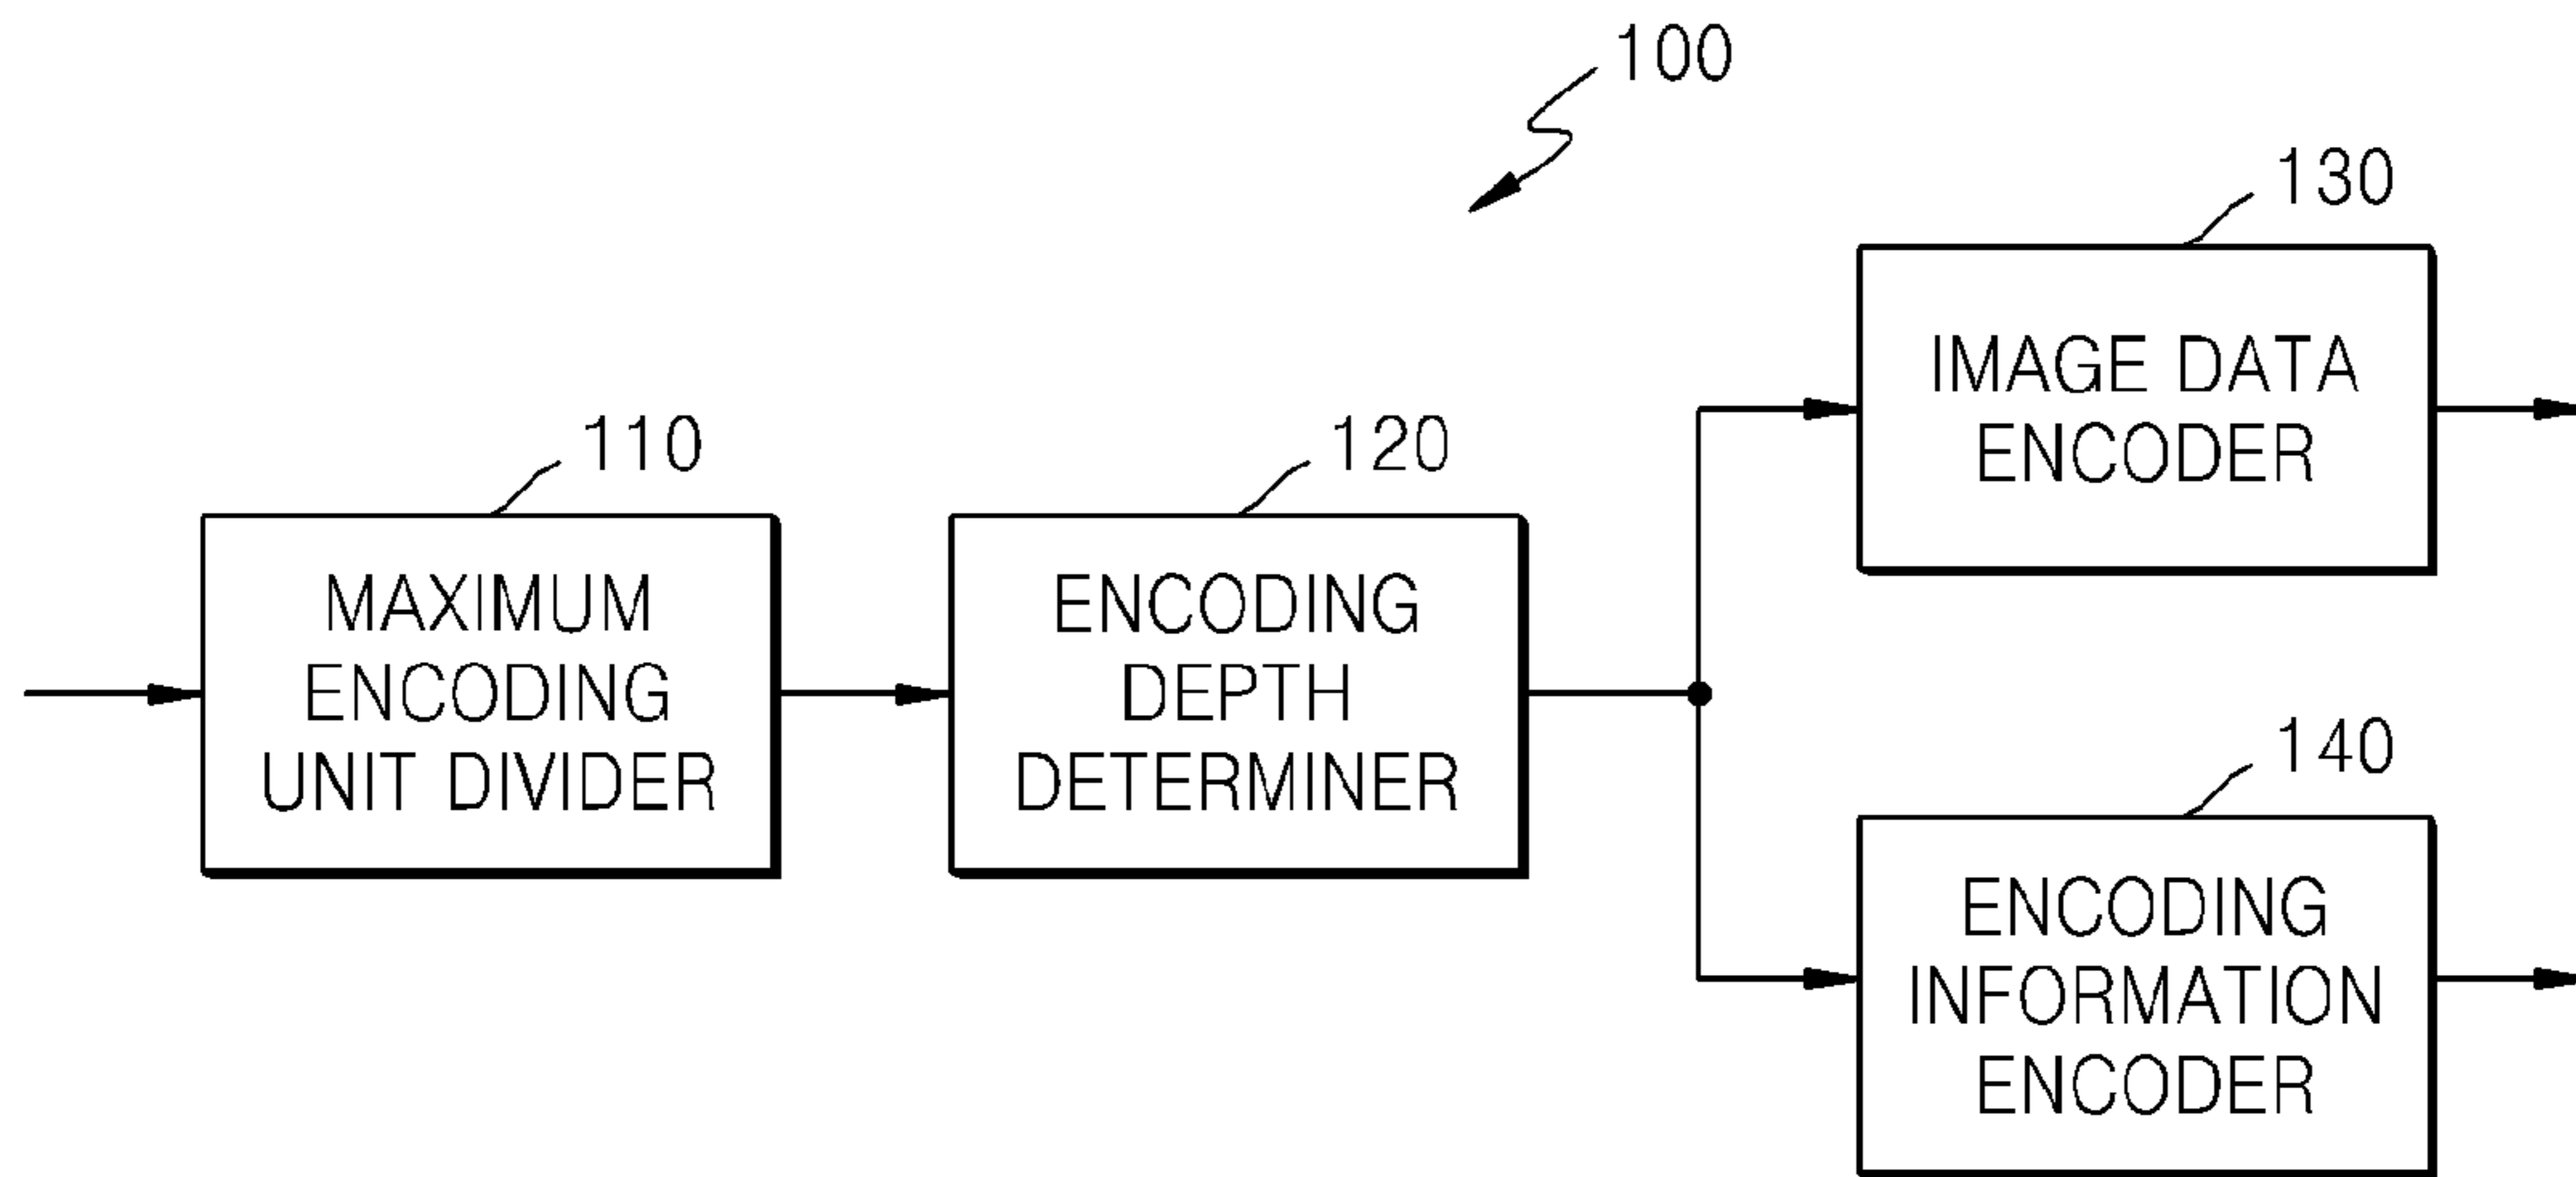 100
110
MAXIMUM
ENCODING
UNIT DIVIDER
120
ENCODING
DEPTH
DETERMINER
130
IMAGE DATA
ENCODER
140
ENCODING
INFORMATION
ENCODER